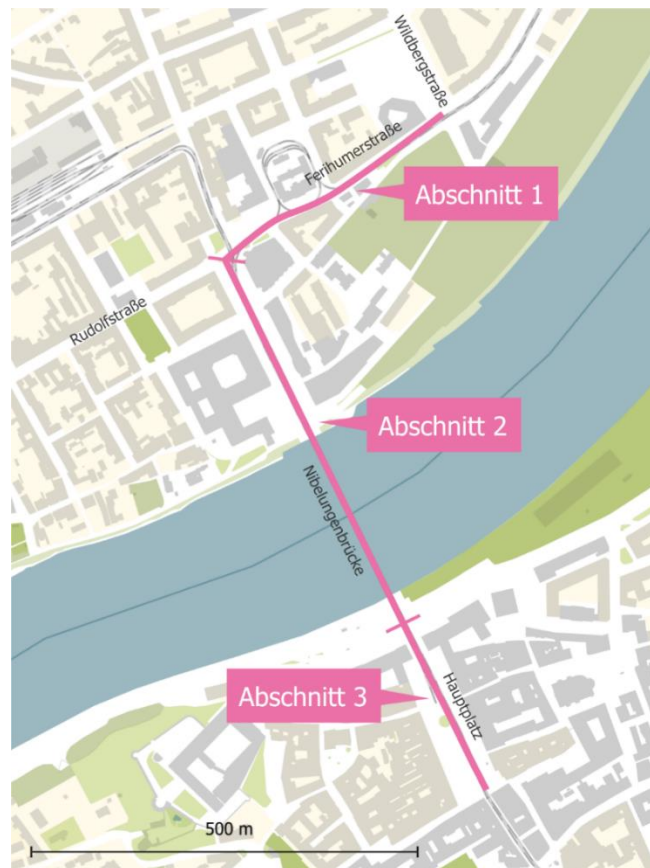 Wildbergstraße
Ferihumerstraße
Abschnitt 1
Rudolfstraße
Abschnitt 2
Nibelungenbrücke
Abschnitt 3
Hauptplatz
500 m